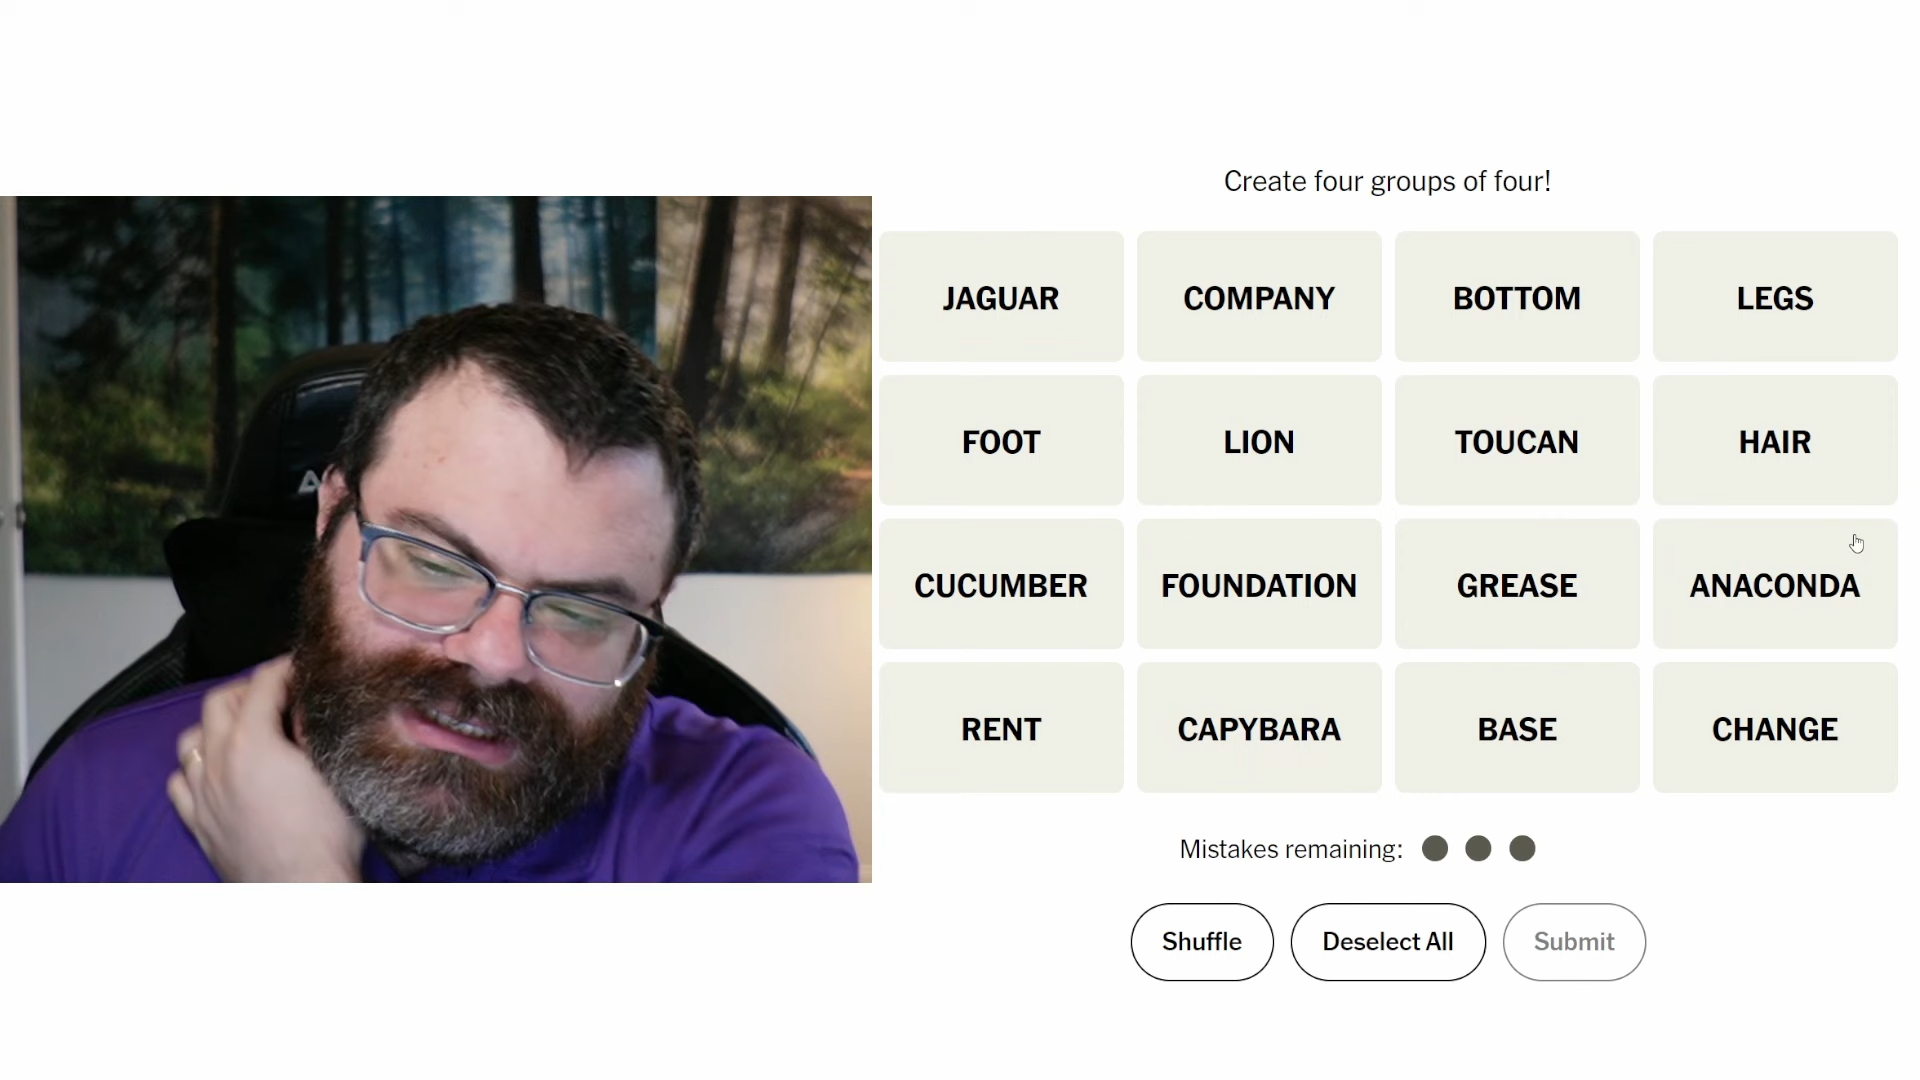 Create four groups of four!
JAGUAR COMPANY BOTTOM LEGS
FOOT LION TOUCAN HAIR
CUCUMBER FOUNDATION GREASE ANACONDA
RENT CAPYBARA BASE CHANGE
Mistakes remaining:
Shuffle Deselect All Submit